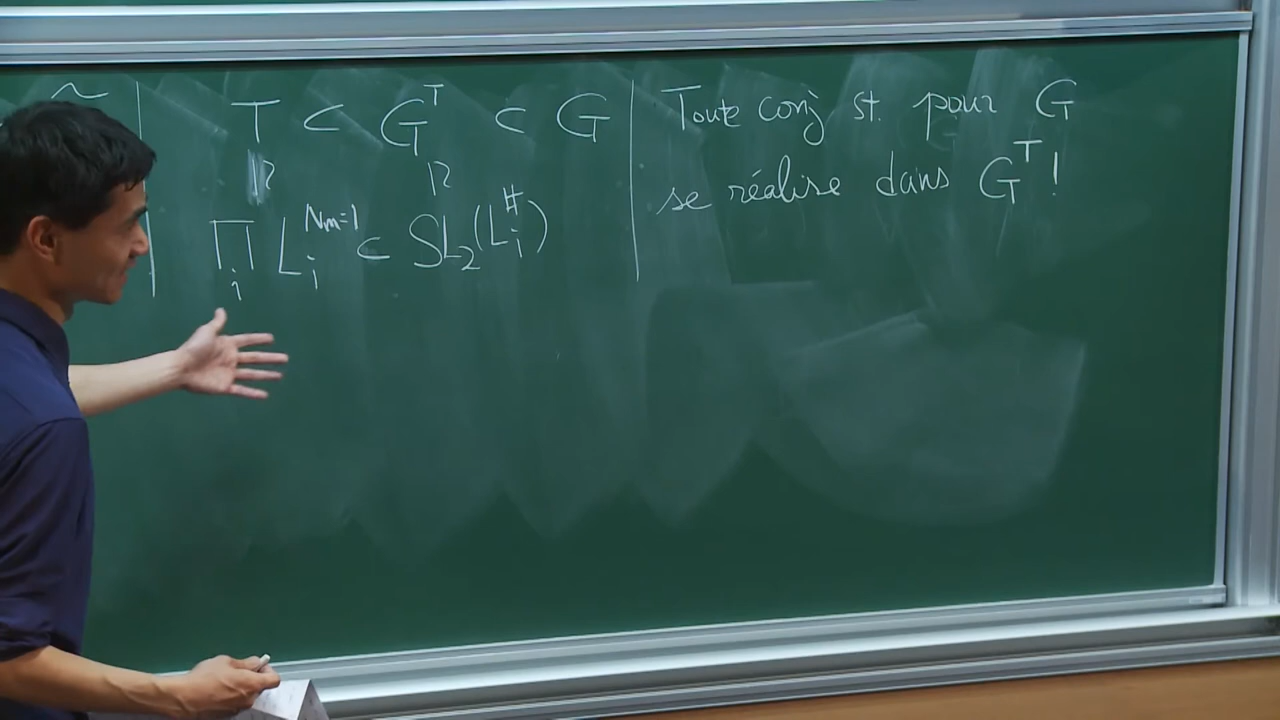 ~
T ⊂ G^T ⊂ G
≀≀ ≀≀
∏_i L_i^{Nm=1} ⊂ SL_2(L_i^#)
Toute conj st. pour G
se réalise dans G^T !